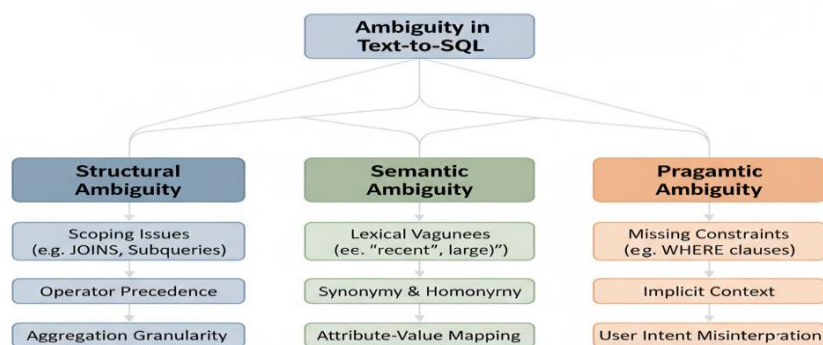 Ambiguity in
Text-to-SQL
Structural
Ambiguity
Scoping Issues
(e.g. JOINS, Subqueries)
Operator Precedence
Aggregation Granularity
Semantic
Ambiguity
Lexical Vagunees
(ee. "recent", large)")
Synonymy & Homonyrny
Attribute-Value Mapping
Pragamtic
Ambiguity
Missing Constraints
(e.g. WHERE clauses)
Implicit Context
User Intent Misinterpration